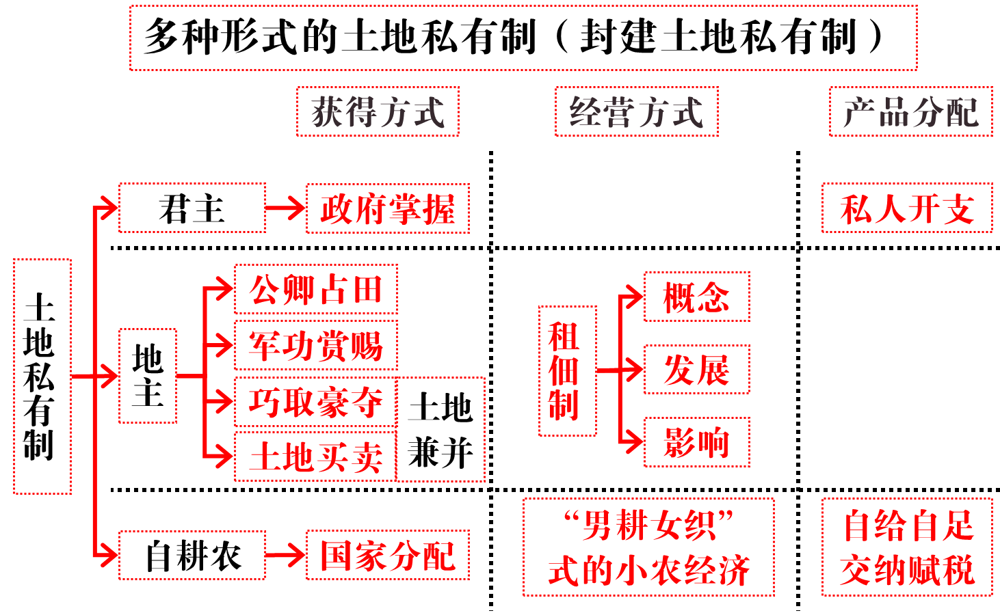 多种形式的土地私有制（封建土地私有制）
获得方式
经营方式
产品分配
土地私有制
君主
政府掌握
私人开支
地主
公卿占田
军功赏赐
巧取豪夺
土地买卖
土地
兼并
租佃制
概念
发展
影响
自耕农
国家分配
“男耕女织”
式的小农经济
自给自足
交纳赋税